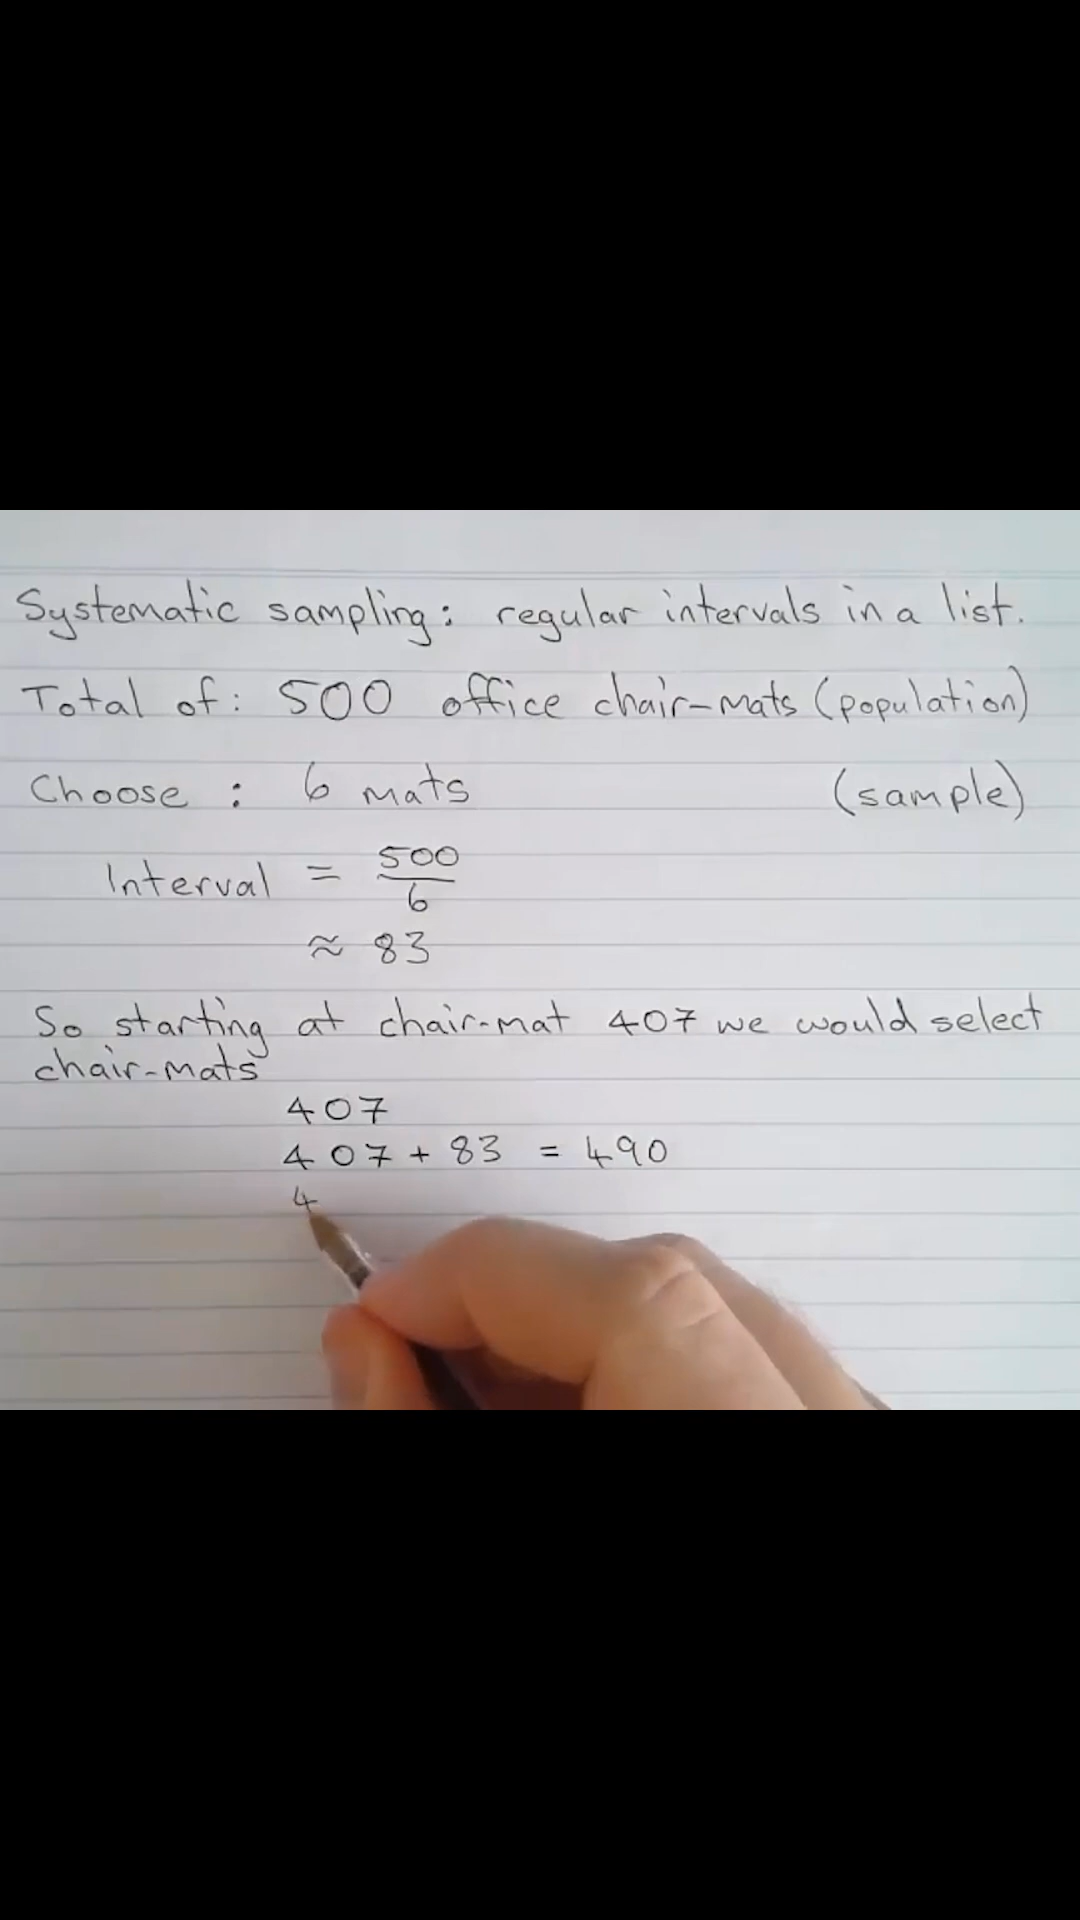 Systematic sampling: regular intervals in a list.
Total of: 500 office chair-mats (population)
Choose : 6 mats (sample)
Interval = 500/6
≈ 83
So starting at chair-mat 407 we would select
chair-mats
407
407 + 83 = 490
4